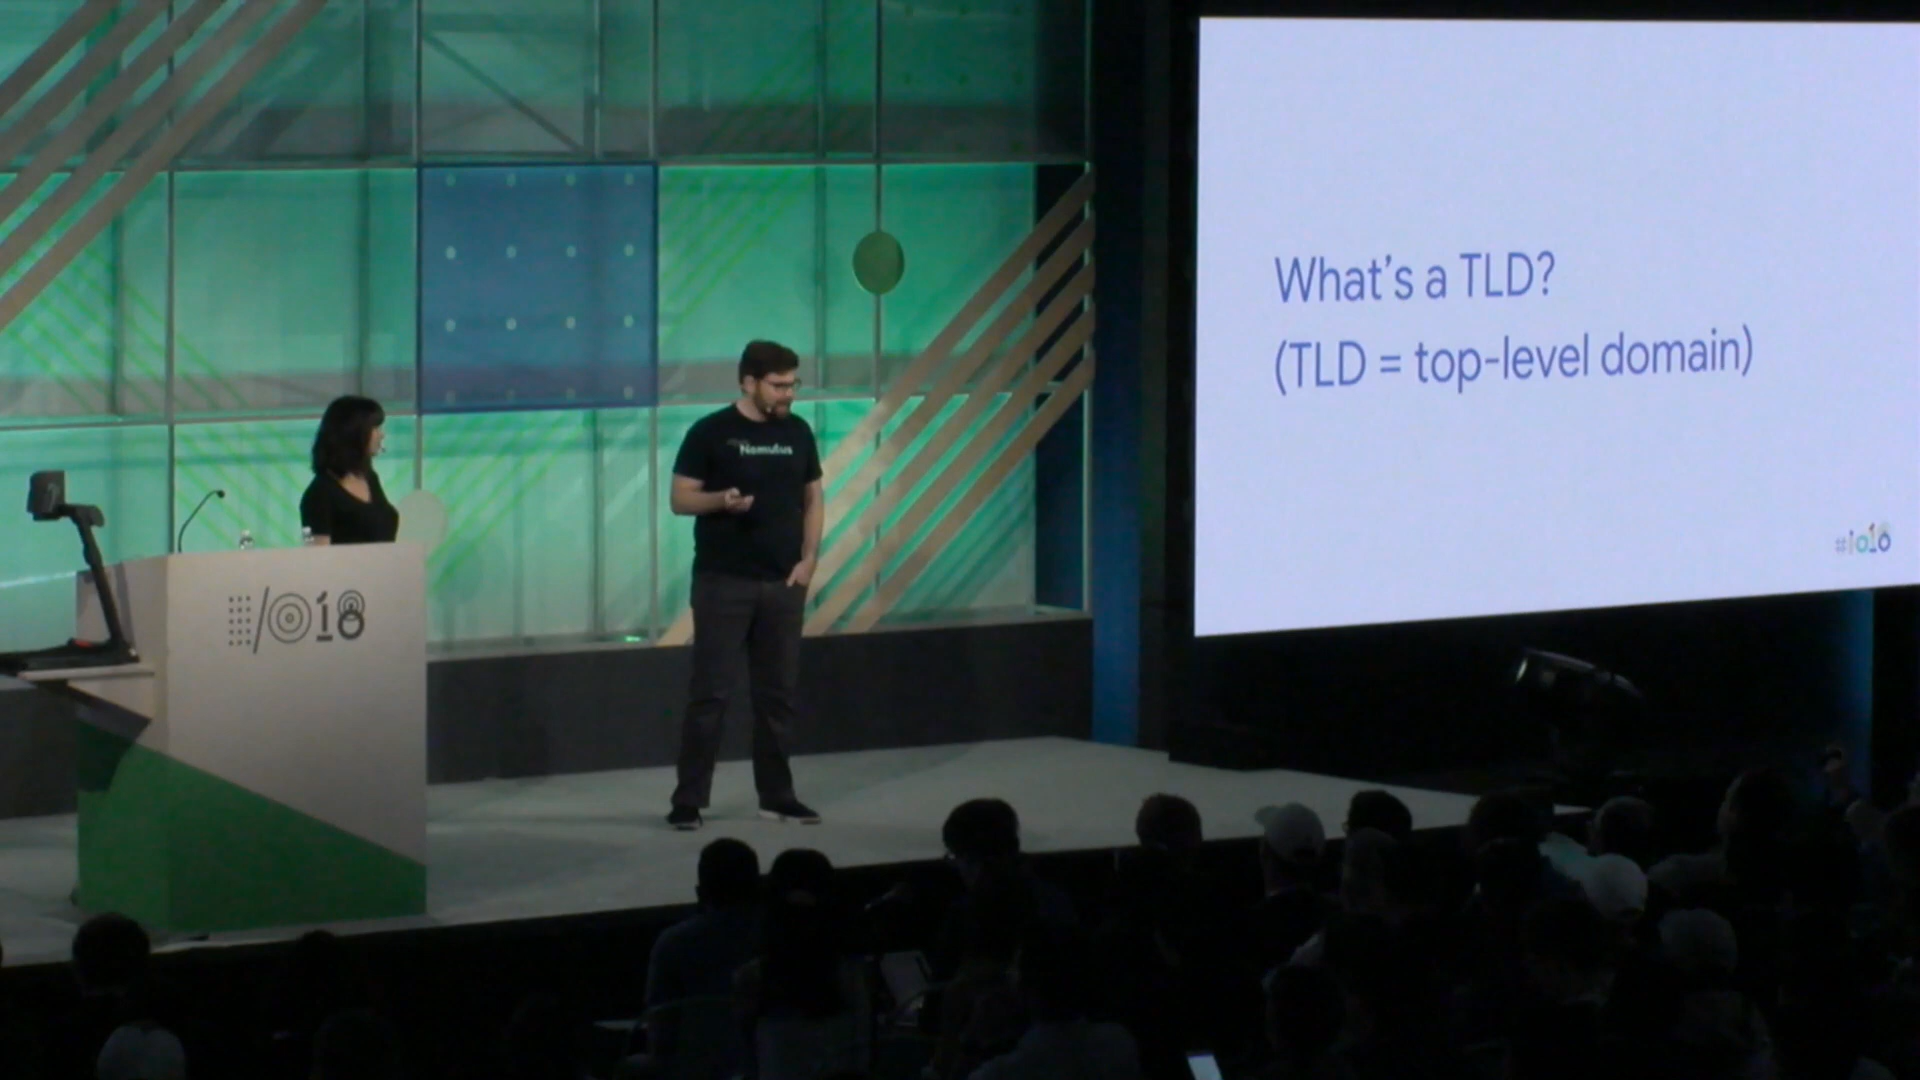 What's a TLD?
(TLD = top-level domain)
#io18
Nomulus
I/O18